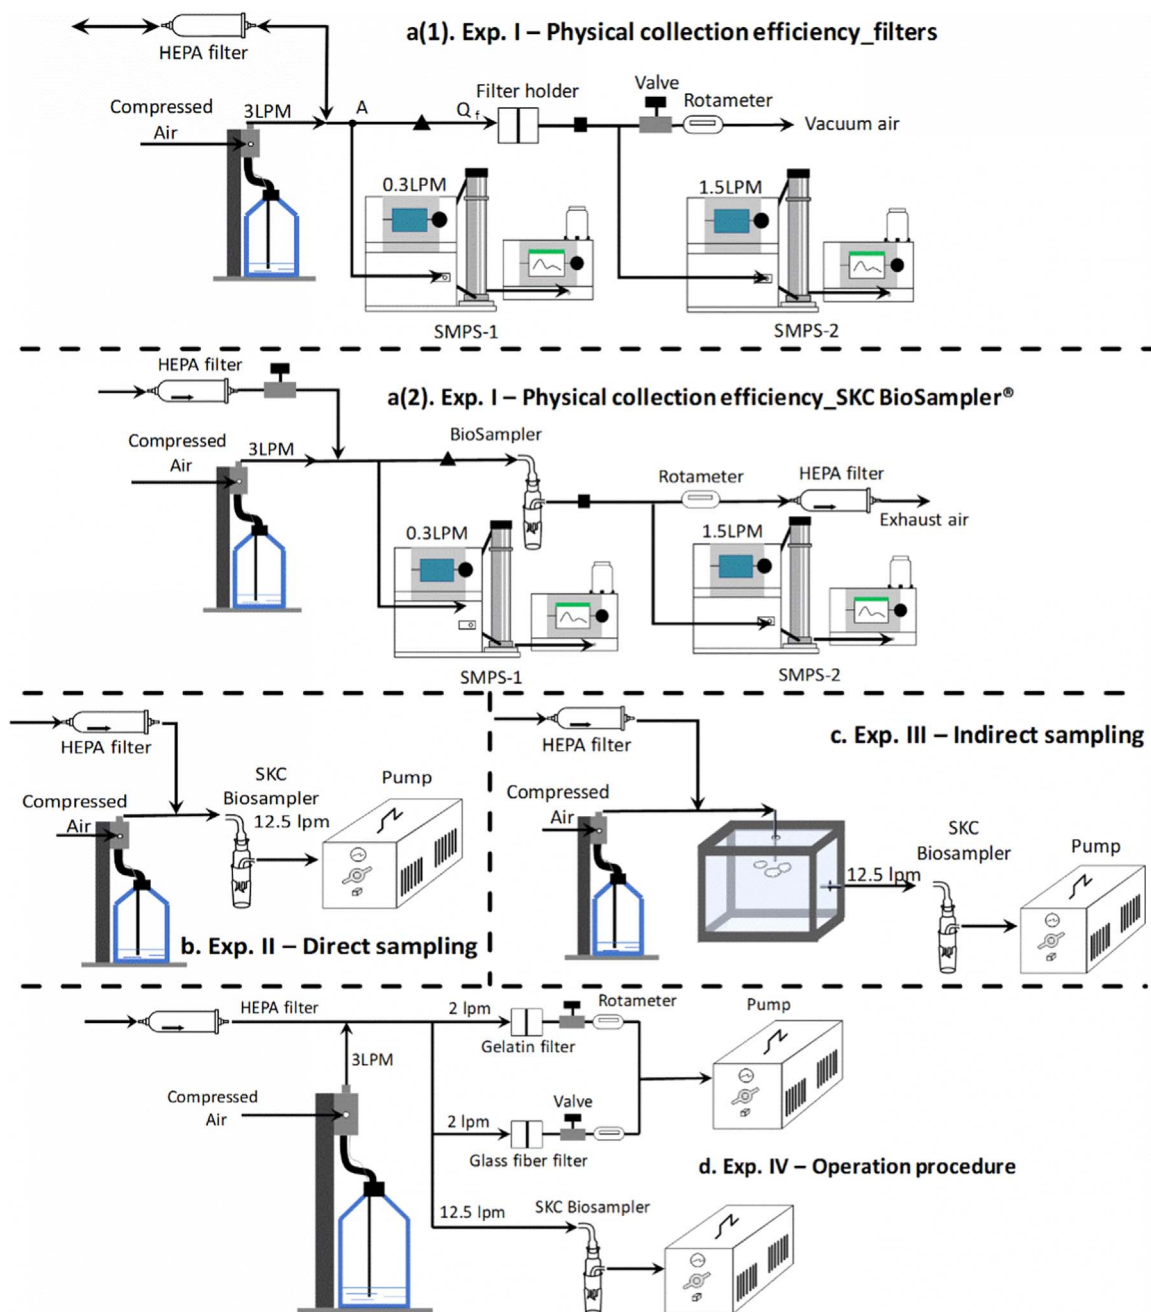 a(1). Exp. I – Physical collection efficiency_filters
HEPA filter
Compressed
Air
3LPM
A
Q f
Filter holder
Valve
Rotameter
Vacuum air
0.3LPM
1.5LPM
SMPS-1
SMPS-2
HEPA filter
a(2). Exp. I – Physical collection efficiency_SKC BioSampler®
Compressed
Air
3LPM
BioSampler
Rotameter
HEPA filter
Exhaust air
0.3LPM
1.5LPM
SMPS-1
SMPS-2
HEPA filter
Compressed
Air
SKC
Biosampler
12.5 lpm
Pump
b. Exp. II – Direct sampling
HEPA filter
c. Exp. III – Indirect sampling
Compressed
Air
12.5 lpm
SKC
Biosampler
Pump
HEPA filter
3LPM
Compressed
Air
2 lpm
Gelatin filter
Rotameter
Pump
2 lpm
Valve
Glass fiber filter
d. Exp. IV – Operation procedure
12.5 lpm
SKC Biosampler